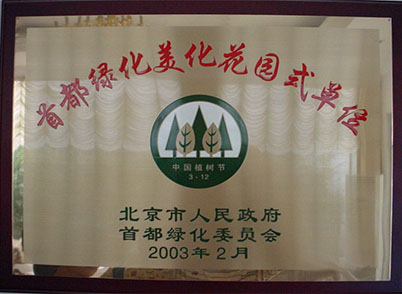 首都绿化美化花园式单位
中国植树节
3·12
北京市人民政府
首都绿化委员会
2003年2月